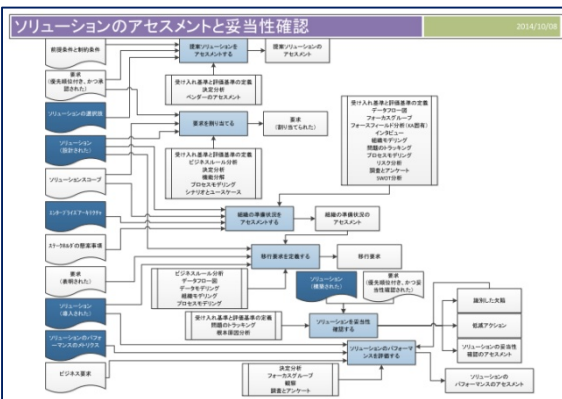 ソリューションのアセスメントと妥当性確認
2014/10/08
前提条件と制約条件
提案ソリューションを
アセスメントする
提案ソリューションの
アセスメント
要求
(優先順位付き、かつ承
認された)
受け入れ基準と評価基準の定義
決定分析
ベンダーのアセスメント
ソリューションの選択肢
要求を割り当てる
要求
(割り当てられた)
受け入れ基準と評価基準の定義
データフロー図
フォーカスグループ
フォースフィールド分析(KA固有)
インタビュー
組織モデリング
問題のトラッキング
プロセスモデリング
リスク分析
調査とアンケート
SWOT分析
ソリューション
(設計された)
受け入れ基準と評価基準の定義
ビジネスルール分析
決定分析
機能分解
プロセスモデリング
シナリオとユースケース
ソリューションスコープ
エンタープライズアーキテクチャ
組織の準備状況を
アセスメントする
組織の準備状況の
アセスメント
ステークホルダの懸案事項
移行要求を定義する
移行要求
要求
(表明された)
ビジネスルール分析
データフロー図
データモデリング
組織モデリング
プロセスモデリング
ソリューション
(構築された)
要求
(優先順位付き、かつ妥
当性確認された)
識別した欠陥
ソリューション
(導入された)
受け入れ基準と評価基準の定義
問題のトラッキング
根本原因分析
ソリューションを妥当性
確認する
低減アクション
ソリューションのパフォ
ーマンスのメトリクス
ソリューションのパフォーマ
ンスを評価する
ソリューションの妥当性
確認のアセスメント
ビジネス要求
決定分析
フォーカスグループ
観察
調査とアンケート
ソリューションの
パフォーマンスのアセスメント